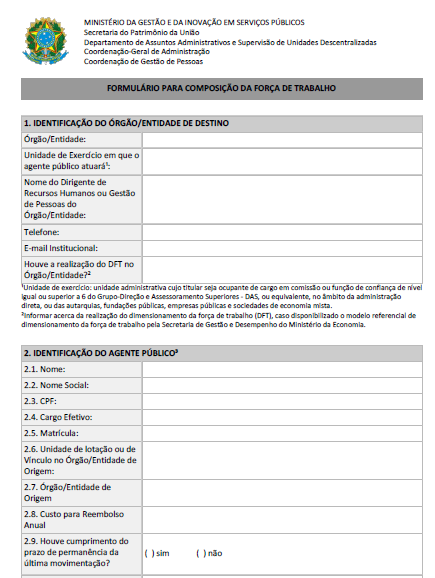 MINISTÉRIO DA GESTÃO E DA INOVAÇÃO EM SERVIÇOS PÚBLICOS
Secretaria do Patrimônio da União
Departamento de Assuntos Administrativos e Supervisão de Unidades Descentralizadas
Coordenação-Geral de Administração
Coordenação de Gestão de Pessoas
FORMULÁRIO PARA COMPOSIÇÃO DA FORÇA DE TRABALHO
1. IDENTIFICAÇÃO DO ÓRGÃO/ENTIDADE DE DESTINO
Órgão/Entidade:
Unidade de Exercício em que o
agente público atuará¹:
Nome do Dirigente de
Recursos Humanos ou Gestão
de Pessoas do
Órgão/Entidade:
Telefone:
E-mail Institucional:
Houve a realização do DFT no
Órgão/Entidade?²
¹Unidade de exercício: unidade administrativa cujo titular seja ocupante de cargo em comissão ou função de confiança de nível
igual ou superior a 6 do Grupo-Direção e Assessoramento Superiores - DAS, ou equivalente, no âmbito da administração
direta, ou das autarquias, fundações públicas, empresas públicas e sociedades de economia mista.
²Informar acerca da realização do dimensionamento da força de trabalho (DFT), caso disponibilizado o modelo referencial de
dimensionamento da força de trabalho pela Secretaria de Gestão e Desempenho do Ministério da Economia.
2. IDENTIFICAÇÃO DO AGENTE PÚBLICO³
2.1. Nome:
2.2. Nome Social:
2.3. CPF:
2.4. Cargo Efetivo:
2.5. Matrícula:
2.6. Unidade de lotação ou de
Vínculo no Órgão/Entidade de
Origem:
2.7. Órgão/Entidade de
Origem
2.8. Custo para Reembolso
Anual
2.9. Houve cumprimento do
prazo de permanência da
última movimentação?
( ) sim ( ) não